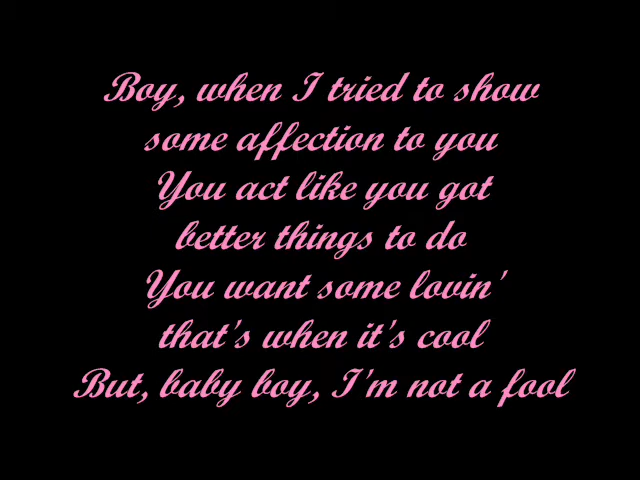 Boy, when I tried to show
some affection to you
You act like you got
better things to do
You want some lovin'
that's when it's cool
But, baby boy, I'm not a fool